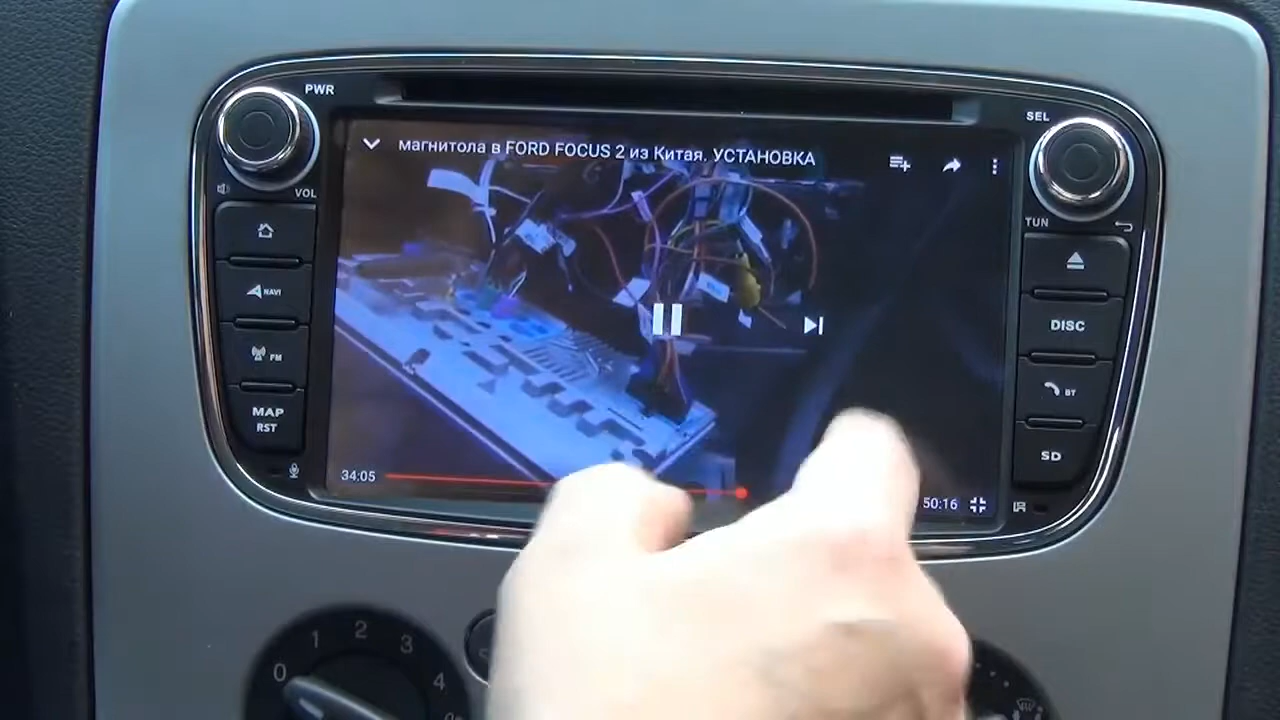 PWR
SEL
магнитола в FORD FOCUS 2 из Китая. УСТАНОВКА
VOL
TUN
NAVI
DISC
FM
BT
MAP
RST
SD
34:05
50:16
0 1 2 3 4